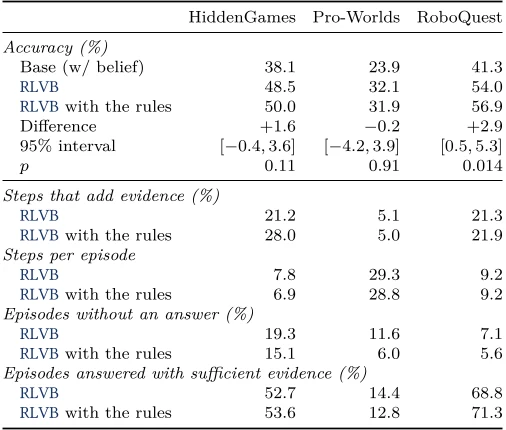 HiddenGames Pro-Worlds RoboQuest
Accuracy (%)
Base (w/ belief) 38.1 23.9 41.3
RLVB 48.5 32.1 54.0
RLVB with the rules 50.0 31.9 56.9
Difference +1.6 −0.2 +2.9
95% interval [−0.4, 3.6] [−4.2, 3.9] [0.5, 5.3]
p 0.11 0.91 0.014
Steps that add evidence (%)
RLVB 21.2 5.1 21.3
RLVB with the rules 28.0 5.0 21.9
Steps per episode
RLVB 7.8 29.3 9.2
RLVB with the rules 6.9 28.8 9.2
Episodes without an answer (%)
RLVB 19.3 11.6 7.1
RLVB with the rules 15.1 6.0 5.6
Episodes answered with sufficient evidence (%)
RLVB 52.7 14.4 68.8
RLVB with the rules 53.6 12.8 71.3